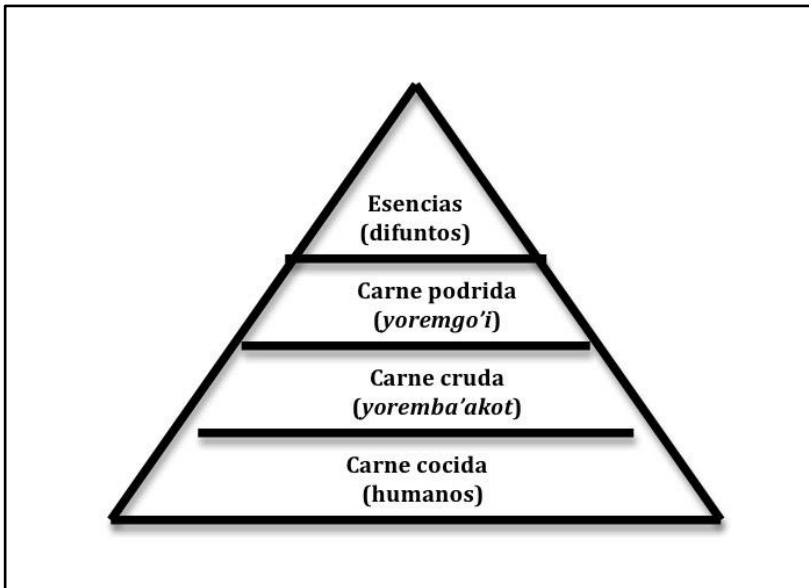 Esencias
(difuntos)
Carne podrida
(yoremgo’i)
Carne cruda
(yoremba’akot)
Carne cocida
(humanos)